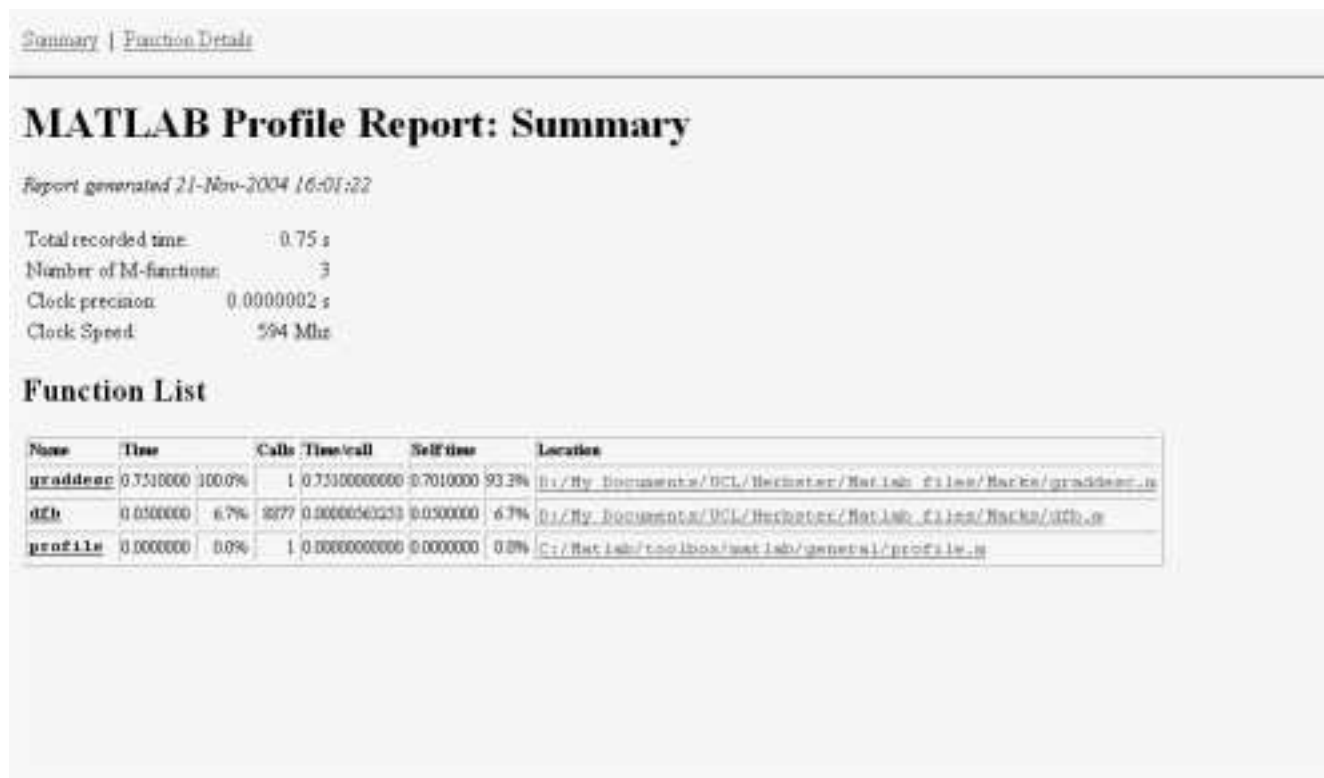 Summary | Function Details
MATLAB Profile Report: Summary
Report generated 21-Nov-2004 16:01:22
Total recorded time: 0.75 s
Number of M-functions: 3
Clock precision: 0.0000002 s
Clock Speed: 594 Mhz
Function List
Name Time Calls Time/call Self time Location
graddesc 0.7510000 100.0% 1 0.75100000000 0.7010000 93.3% D:/My Documents/UCL/Herbster/Matlab files/Marks/graddesc.m
dfb 0.0500000 6.7% 8877 0.00000563253 0.0500000 6.7% D:/My Documents/UCL/Herbster/Matlab files/Marks/dfb.m
profile 0.0000000 0.0% 1 0.00000000000 0.0000000 0.0% C:/Matlab/toolbox/matlab/general/profile.m